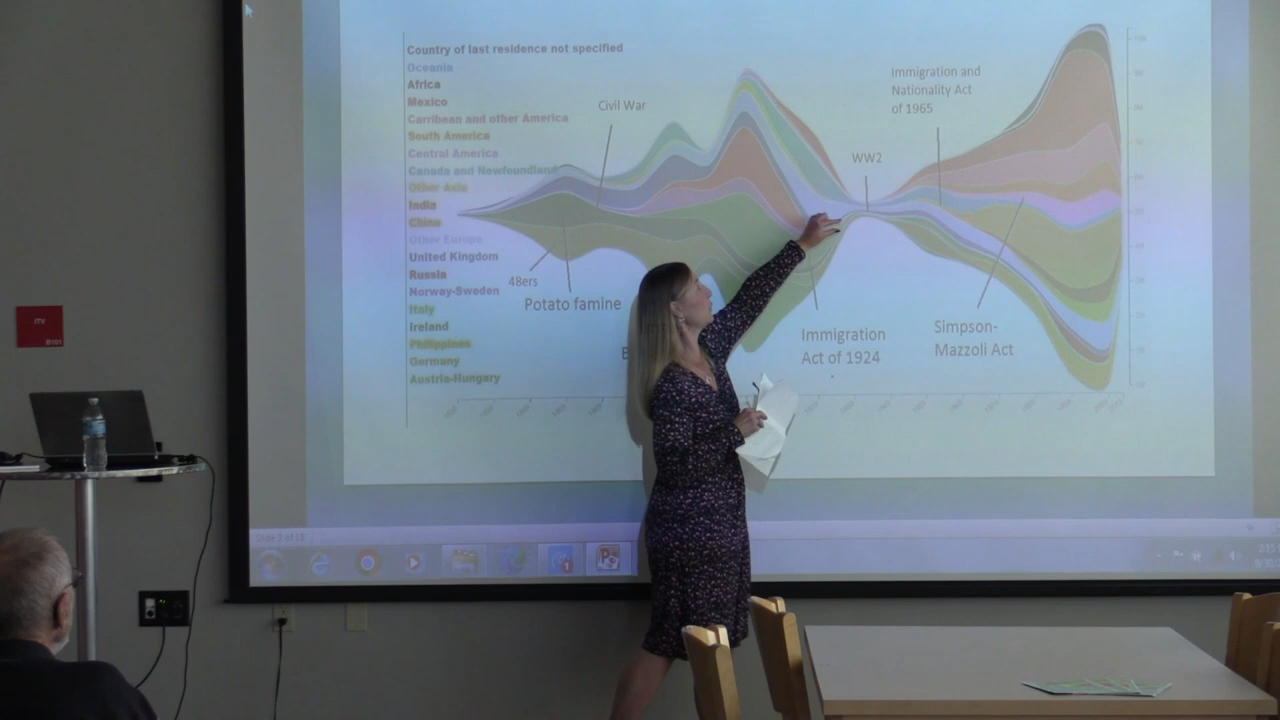 Country of last residence not specified
Oceania
Africa
Mexico
Carribean and other America
South America
Central America
Canada and Newfoundland
Other Asia
India
China
Other Europe
United Kingdom
Russia
Norway-Sweden
Italy
Ireland
Philippines
Germany
Austria-Hungary
Civil War
48ers
Potato famine
WW2
Immigration and
Nationality Act
of 1965
Immigration
Act of 1924
Simpson-
Mazzoli Act
ITV
B101